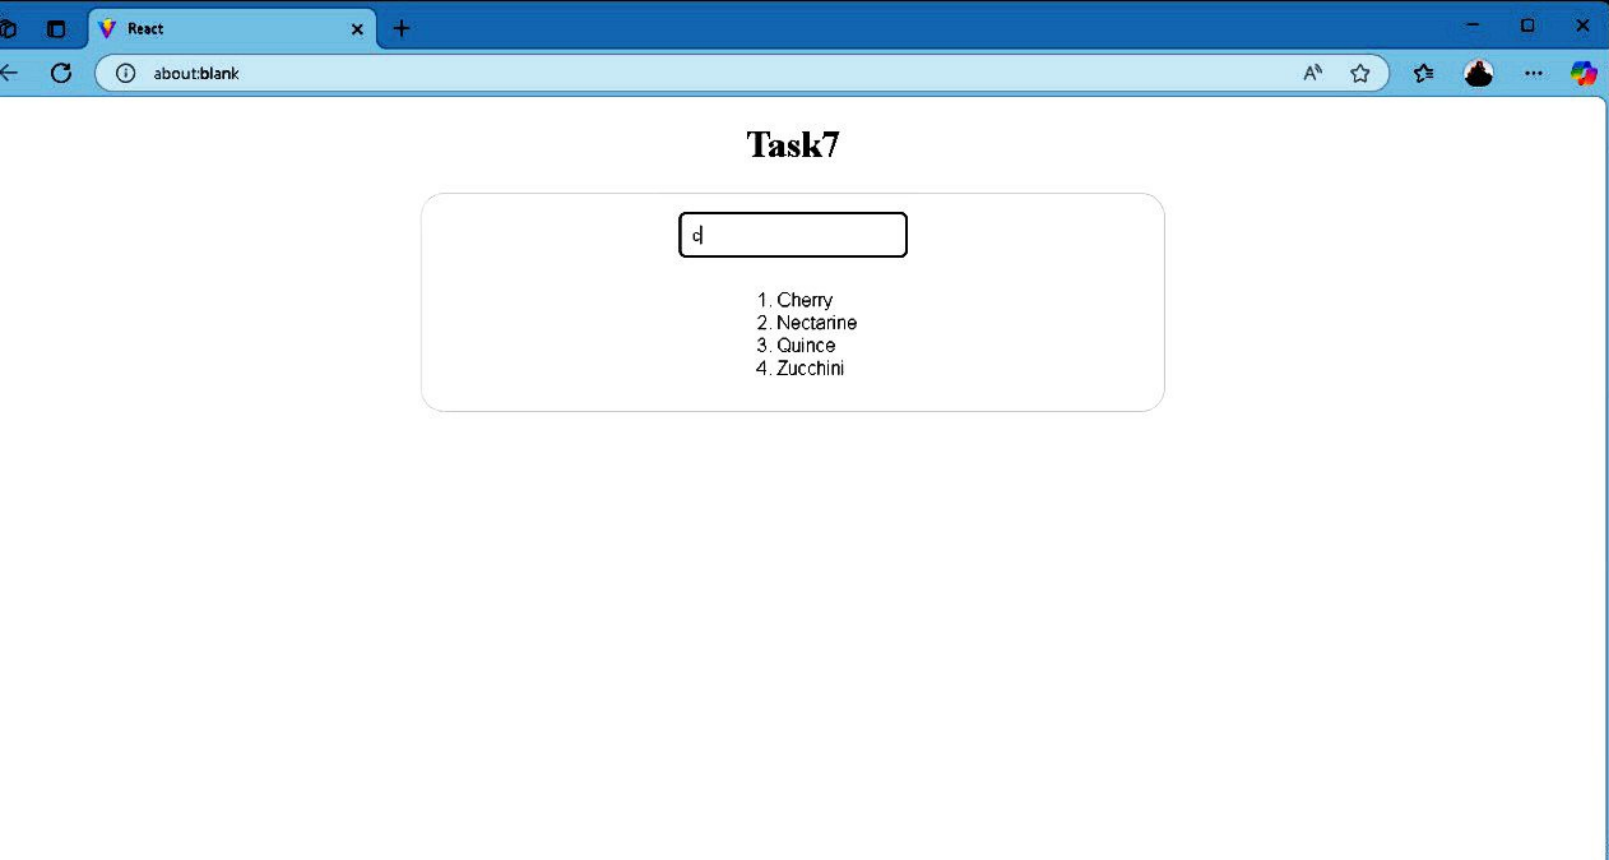 React
about:blank
Task7
c
1. Cherry
2. Nectarine
3. Quince
4. Zucchini